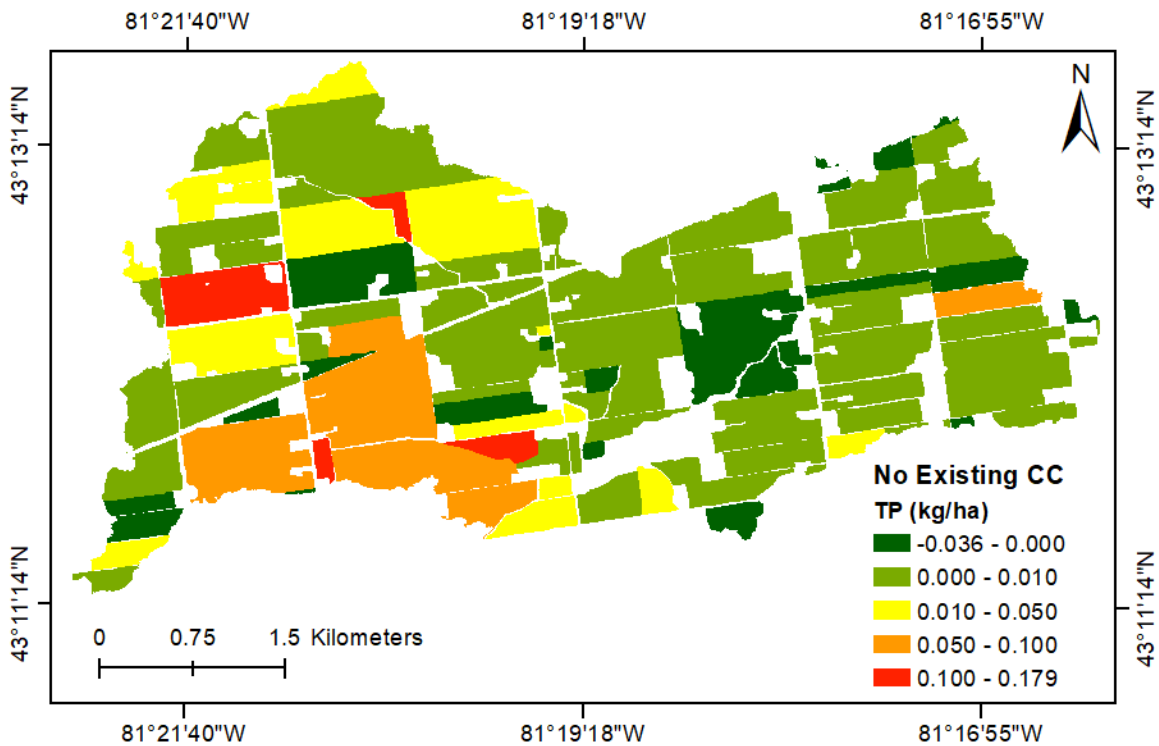 81°21'40"W 81°19'18"W 81°16'55"W
N
43°13'14"N 43°13'14"N
No Existing CC
TP (kg/ha)
-0.036 - 0.000
0.000 - 0.010
0.010 - 0.050
0.050 - 0.100
0.100 - 0.179
43°11'14"N 43°11'14"N
0 0.75 1.5 Kilometers
81°21'40"W 81°19'18"W 81°16'55"W